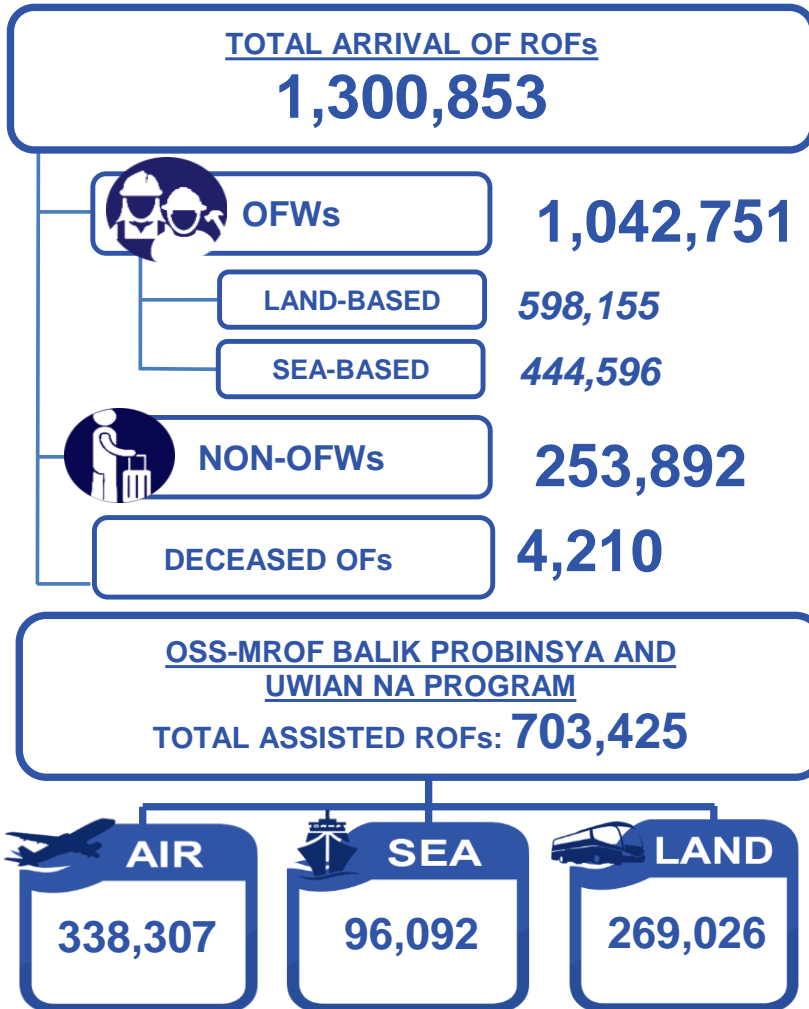 TOTAL ARRIVAL OF ROFs
1,300,853
OFWs
1,042,751
LAND-BASED
598,155
SEA-BASED
444,596
NON-OFWs
253,892
DECEASED OFs
4,210
OSS-MROF BALIK PROBINSYA AND
UWIAN NA PROGRAM
TOTAL ASSISTED ROFs: 703,425
AIR
338,307
SEA
96,092
LAND
269,026